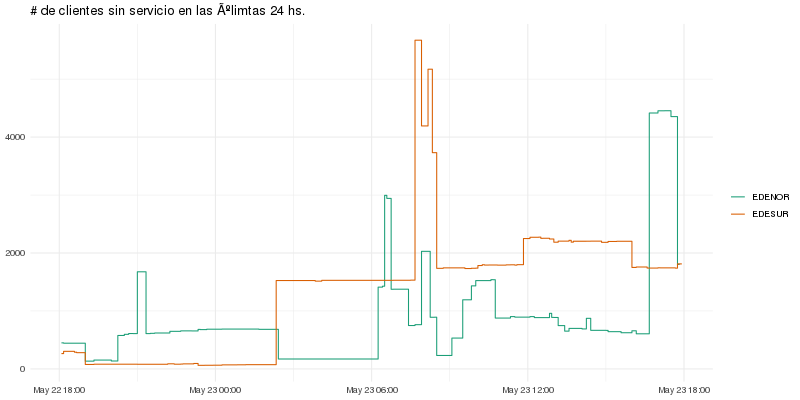 # de clientes sin servicio en las Ãºlimtas 24 hs.
4000
2000
0
May 22 18:00
May 23 00:00
May 23 06:00
May 23 12:00
May 23 18:00
EDENOR
EDESUR